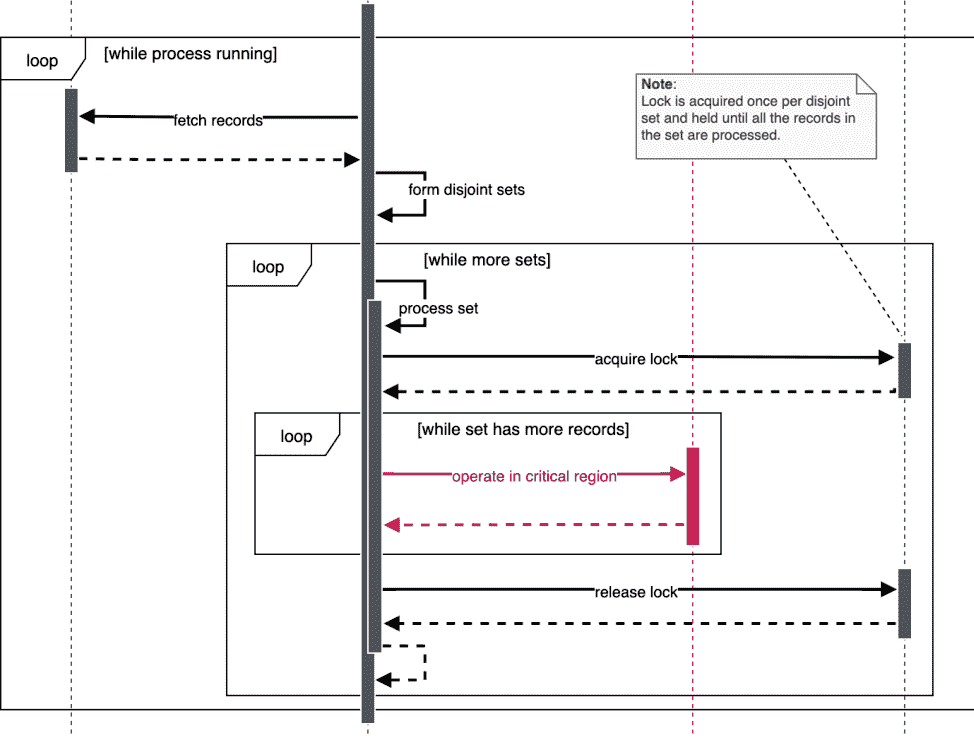 loop
[while process running]
Note:
Lock is acquired once per disjoint
set and held until all the records in
the set are processed.
fetch records
form disjoint sets
loop
[while more sets]
process set
acquire lock
loop
[while set has more records]
operate in critical region
release lock